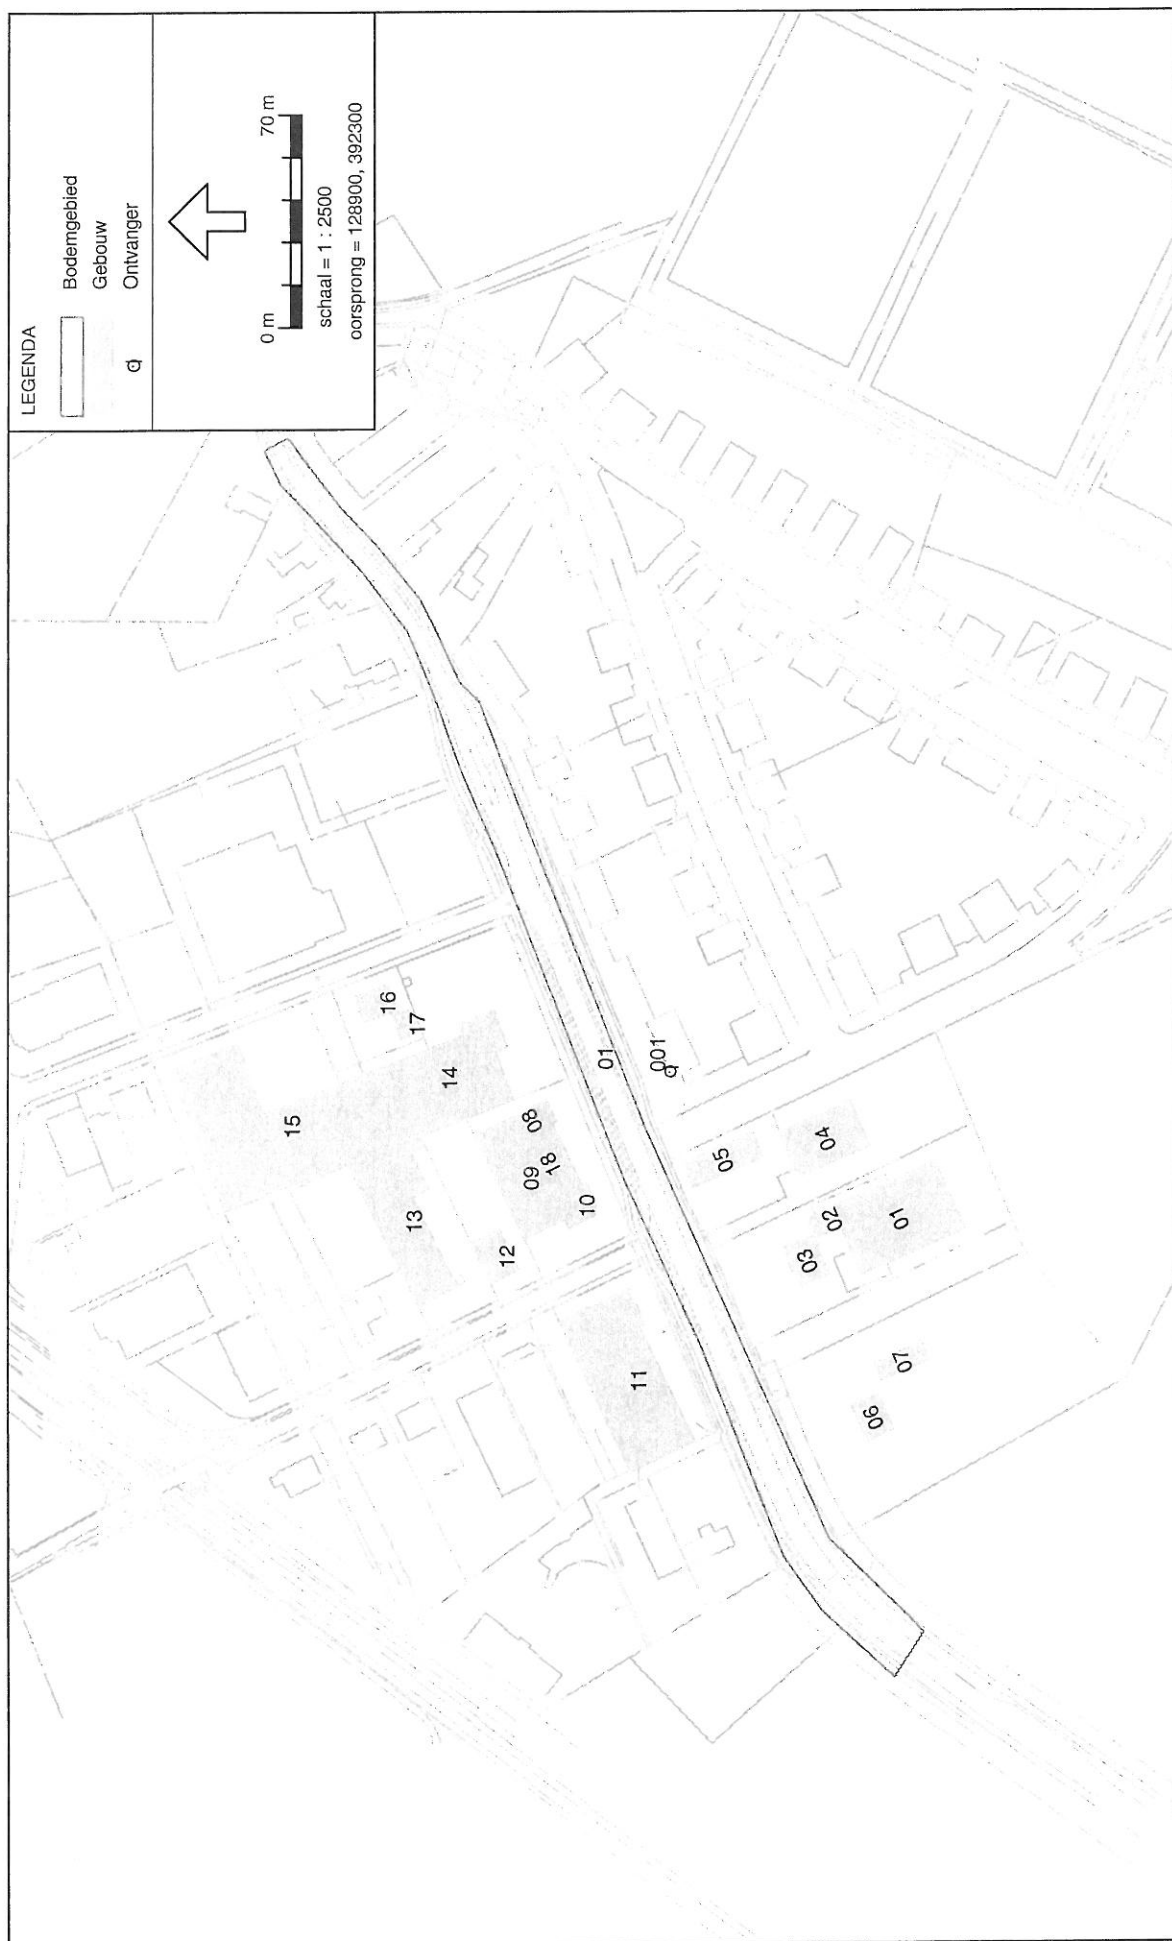 LEGENDA
Bodemgebied
Gebouw
Ontvanger
0 m 70 m
schaal = 1 : 2500
oorsprong = 128900, 392300
16
17
14
15
01
001
08
09
18
10
13
12
11
05
04
02
03
01
07
06